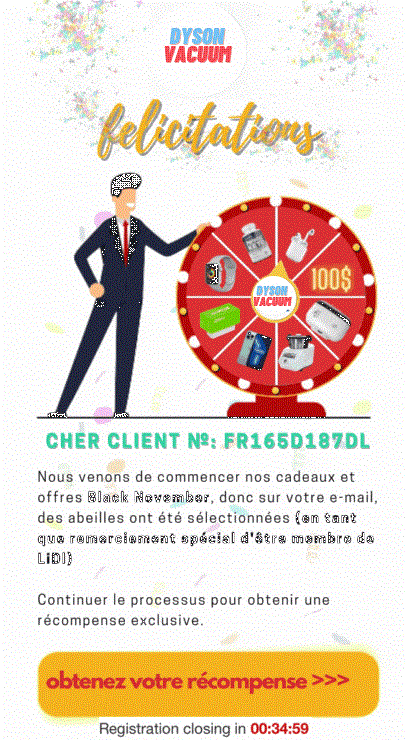 DYSON
VACUUM
felicitations
100$
DYSON
VACUUM
CHER CLIENT №: FR165D187DL
Nous venons de commencer nos cadeaux et
offres Black November, donc sur votre e-mail,
des abeilles ont été sélectionnées (en tant
que remerciement spécial d'être membre de
LiDl)
Continuer le processus pour obtenir une
récompense exclusive.
obtenez votre récompense >>>
Registration closing in 00:34:59